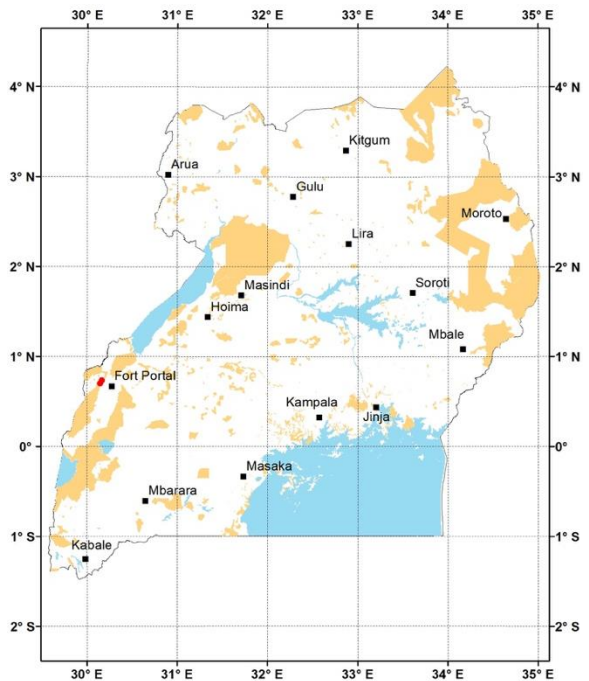 30° E 31° E 32° E 33° E 34° E 35° E
4° N 4° N
Kitgum
Arua
3° N 3° N
Gulu
Moroto
Lira
2° N 2° N
Masindi
Soroti
Hoima
Mbale
1° N 1° N
Fort Portal
Kampala
Jinja
0° 0°
Masaka
Mbarara
1° S 1° S
Kabale
2° S 2° S
30° E 31° E 32° E 33° E 34° E 35° E